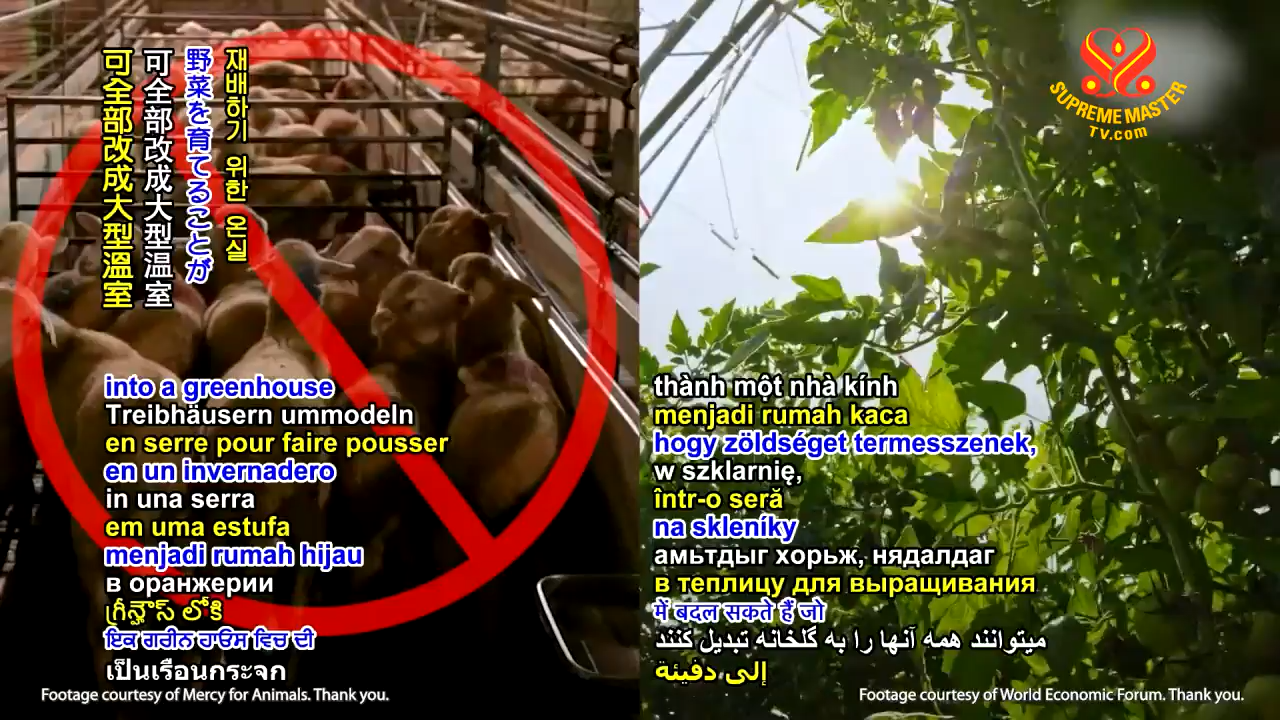 可全部改成大型溫室
可全部改成大型温室
野菜を育てることが
재배하기 위한 온실
SUPREME MASTER
TV.com
into a greenhouse
Treibhäusern ummodeln
en serre pour faire pousser
en un invernadero
in una serra
em uma estufa
menjadi rumah hijau
в оранжерии
గ్రీన్హౌస్ లోకి
ਇਕ ਗਰੀਨ ਹਾਓਸ ਵਿਚ ਦੀ
เป็นเรือนกระจก
thành một nhà kính
menjadi rumah kaca
hogy zöldséget termesszenek,
w szklarnię,
într-o seră
na skleníky
амьтдыг хорьж, нядалдаг
в теплицу для выращивания
में बदल सकते हैं जो
میتوانند همه آنها را به گلخانه تبدیل کنند
إلى دفيئة
Footage courtesy of Mercy for Animals. Thank you.
Footage courtesy of World Economic Forum. Thank you.